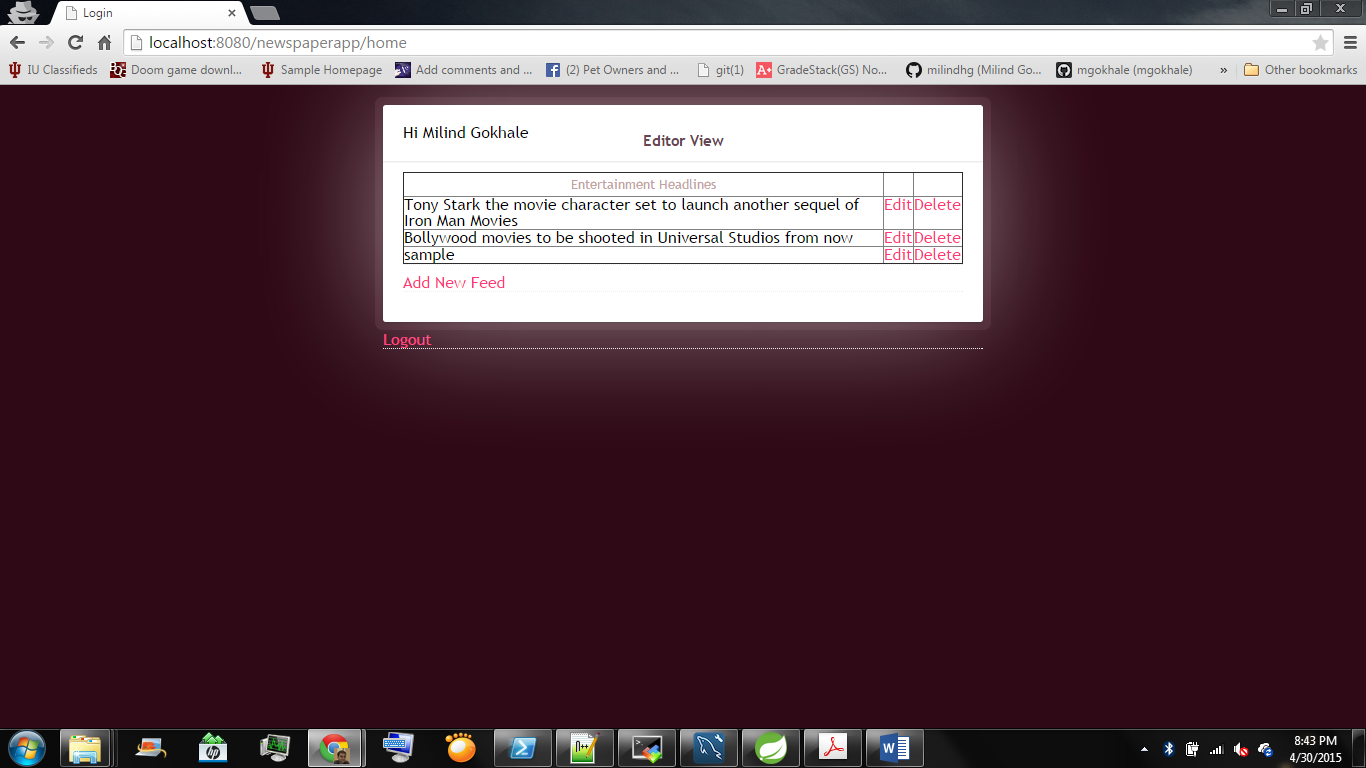 Login
localhost:8080/newspaperapp/home
IU Classifieds Doom game downl... Sample Homepage Add comments and ... (2) Pet Owners and ... git(1) GradeStack(GS) No... milindhg (Milind Go... mgokhale (mgokhale) » Other bookmarks
Hi Milind Gokhale
Editor View
Entertainment Headlines
Tony Stark the movie character set to launch another sequel of Edit Delete
Iron Man Movies
Bollywood movies to be shooted in Universal Studios from now Edit Delete
sample Edit Delete
Add New Feed
Logout
8:43 PM
4/30/2015